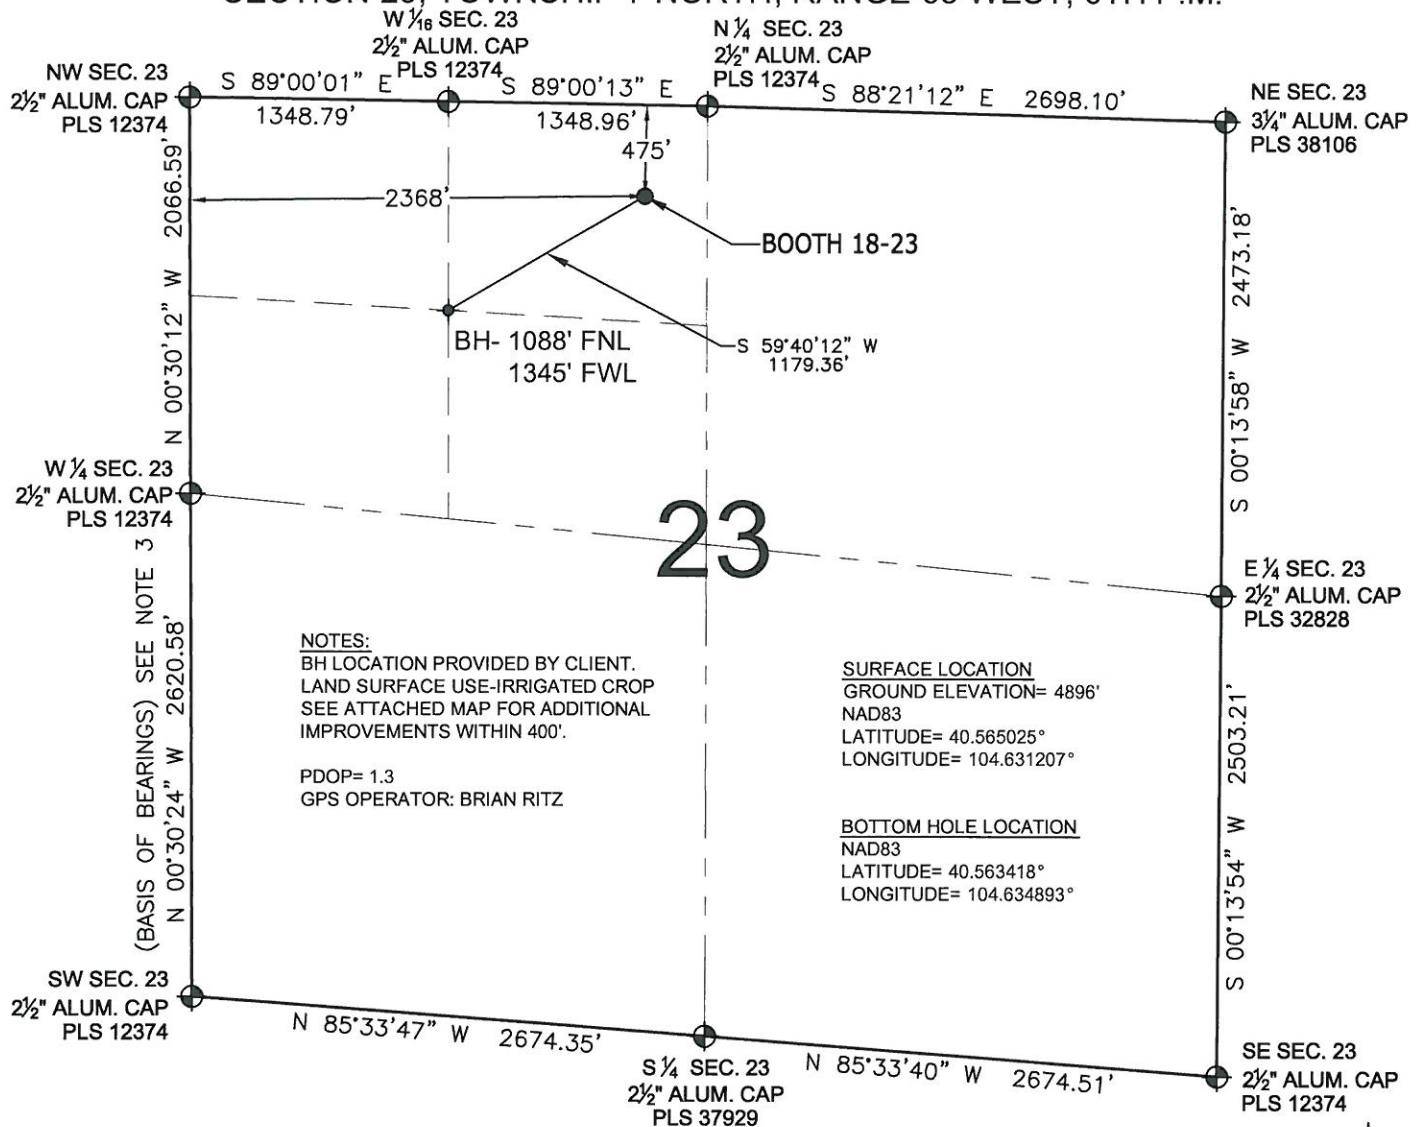 SECTION 23, TOWNSHIP NORTH, RANGE WEST, P.M.
W 1/16 SEC. 23
2½" ALUM. CAP
PLS 12374
N ¼ SEC. 23
2½" ALUM. CAP
PLS 12374
NW SEC. 23
2½" ALUM. CAP
PLS 12374
S 89°00'01" E
1348.79'
S 89°00'13" E
1348.96'
S 88°21'12" E 2698.10'
NE SEC. 23
3¼" ALUM. CAP
PLS 38106
475'
2368'
BOOTH 18-23
N 00°30'12" W 2066.59'
S 00°13'58" W 2473.18'
BH- 1088' FNL
1345' FWL
S 59°40'12" W
1179.36'
W ¼ SEC. 23
2½" ALUM. CAP
PLS 12374
23
E ¼ SEC. 23
2½" ALUM. CAP
PLS 32828
(BASIS OF BEARINGS) SEE NOTE 3
N 00°30'24" W 2620.58'
NOTES:
BH LOCATION PROVIDED BY CLIENT.
LAND SURFACE USE-IRRIGATED CROP
SEE ATTACHED MAP FOR ADDITIONAL
IMPROVEMENTS WITHIN 400'.
PDOP= 1.3
GPS OPERATOR: BRIAN RITZ
SURFACE LOCATION
GROUND ELEVATION= 4896'
NAD83
LATITUDE= 40.565025°
LONGITUDE= 104.631207°
BOTTOM HOLE LOCATION
NAD83
LATITUDE= 40.563418°
LONGITUDE= 104.634893°
S 00°13'54" W 2503.21'
SW SEC. 23
2½" ALUM. CAP
PLS 12374
N 85°33'47" W 2674.35'
S ¼ SEC. 23
2½" ALUM. CAP
PLS 37929
N 85°33'40" W 2674.51'
SE SEC. 23
2½" ALUM. CAP
PLS 12374